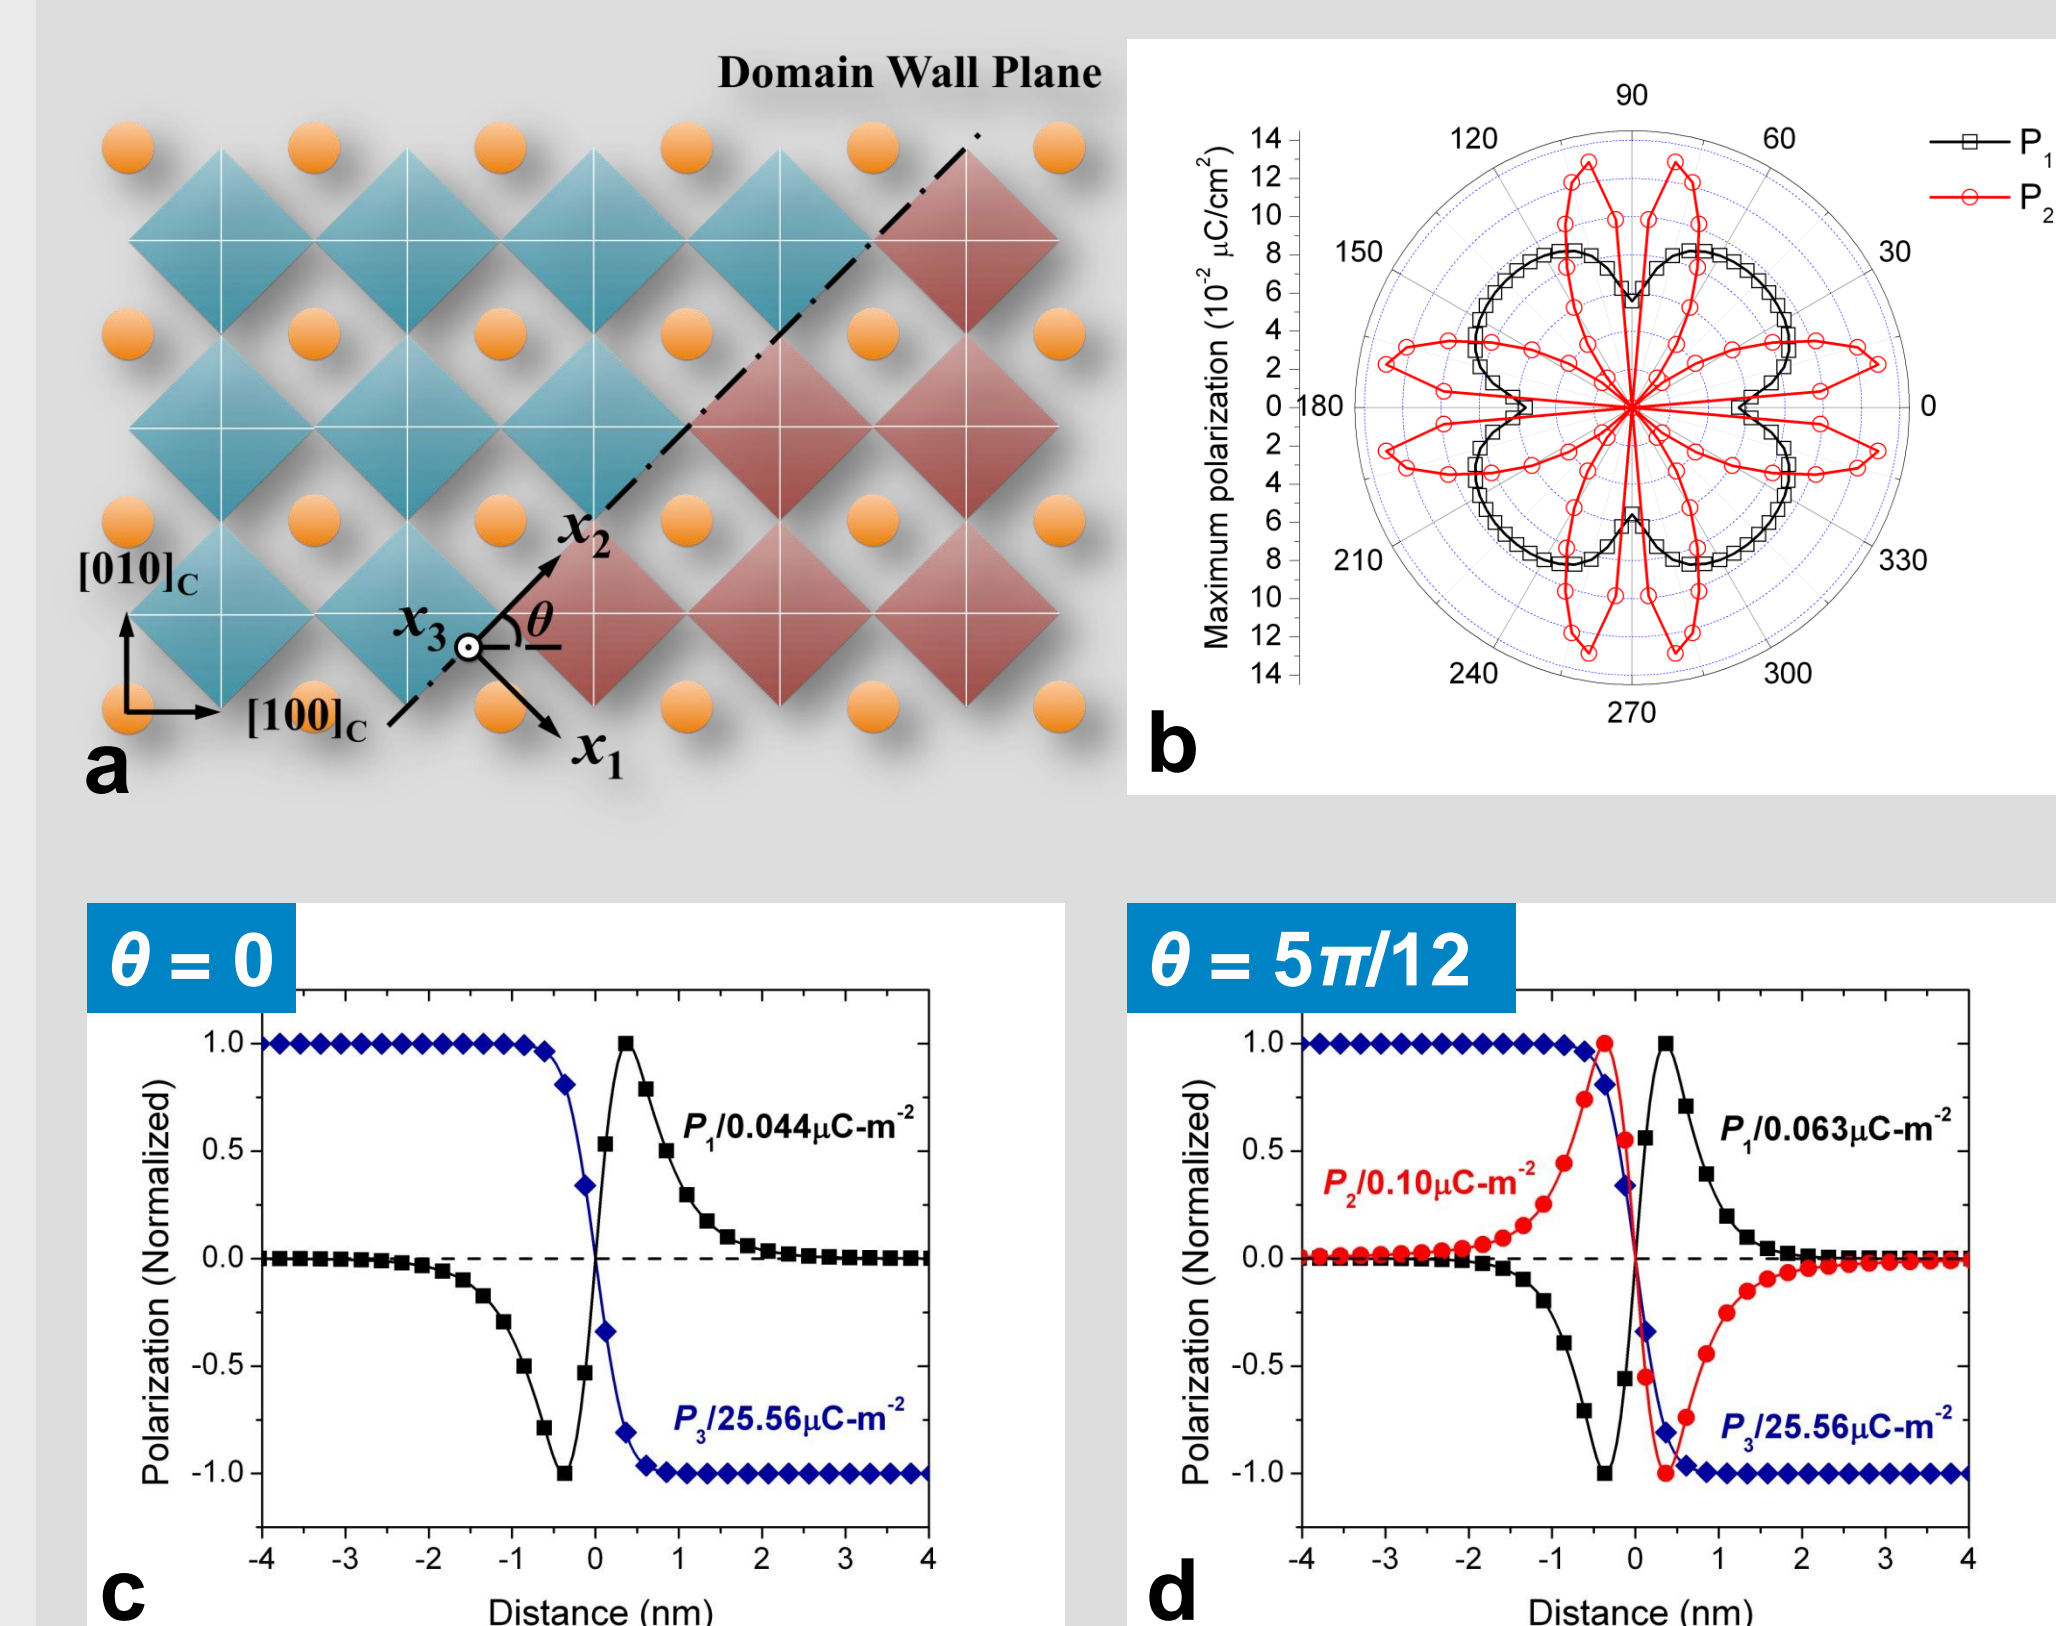 Domain Wall Plane
x2
[010]C
x3
θ
[100]C
x1
a
90
120
60
150
30
180
0
210
330
240
300
270
14
12
10
8
6
4
2
0
2
4
6
8
10
12
14
Maximum polarization (10-2 μC/cm2)
P1
P2
b
θ = 0
1.0
0.5
0.0
-0.5
-1.0
Polarization (Normalized)
P1/0.044μC-m-2
P3/25.56μC-m-2
-4 -3 -2 -1 0 1 2 3 4
Distance (nm)
c
θ = 5π/12
1.0
0.5
0.0
-0.5
-1.0
Polarization (Normalized)
P1/0.063μC-m-2
P2/0.10μC-m-2
P3/25.56μC-m-2
-4 -3 -2 -1 0 1 2 3 4
Distance (nm)
d